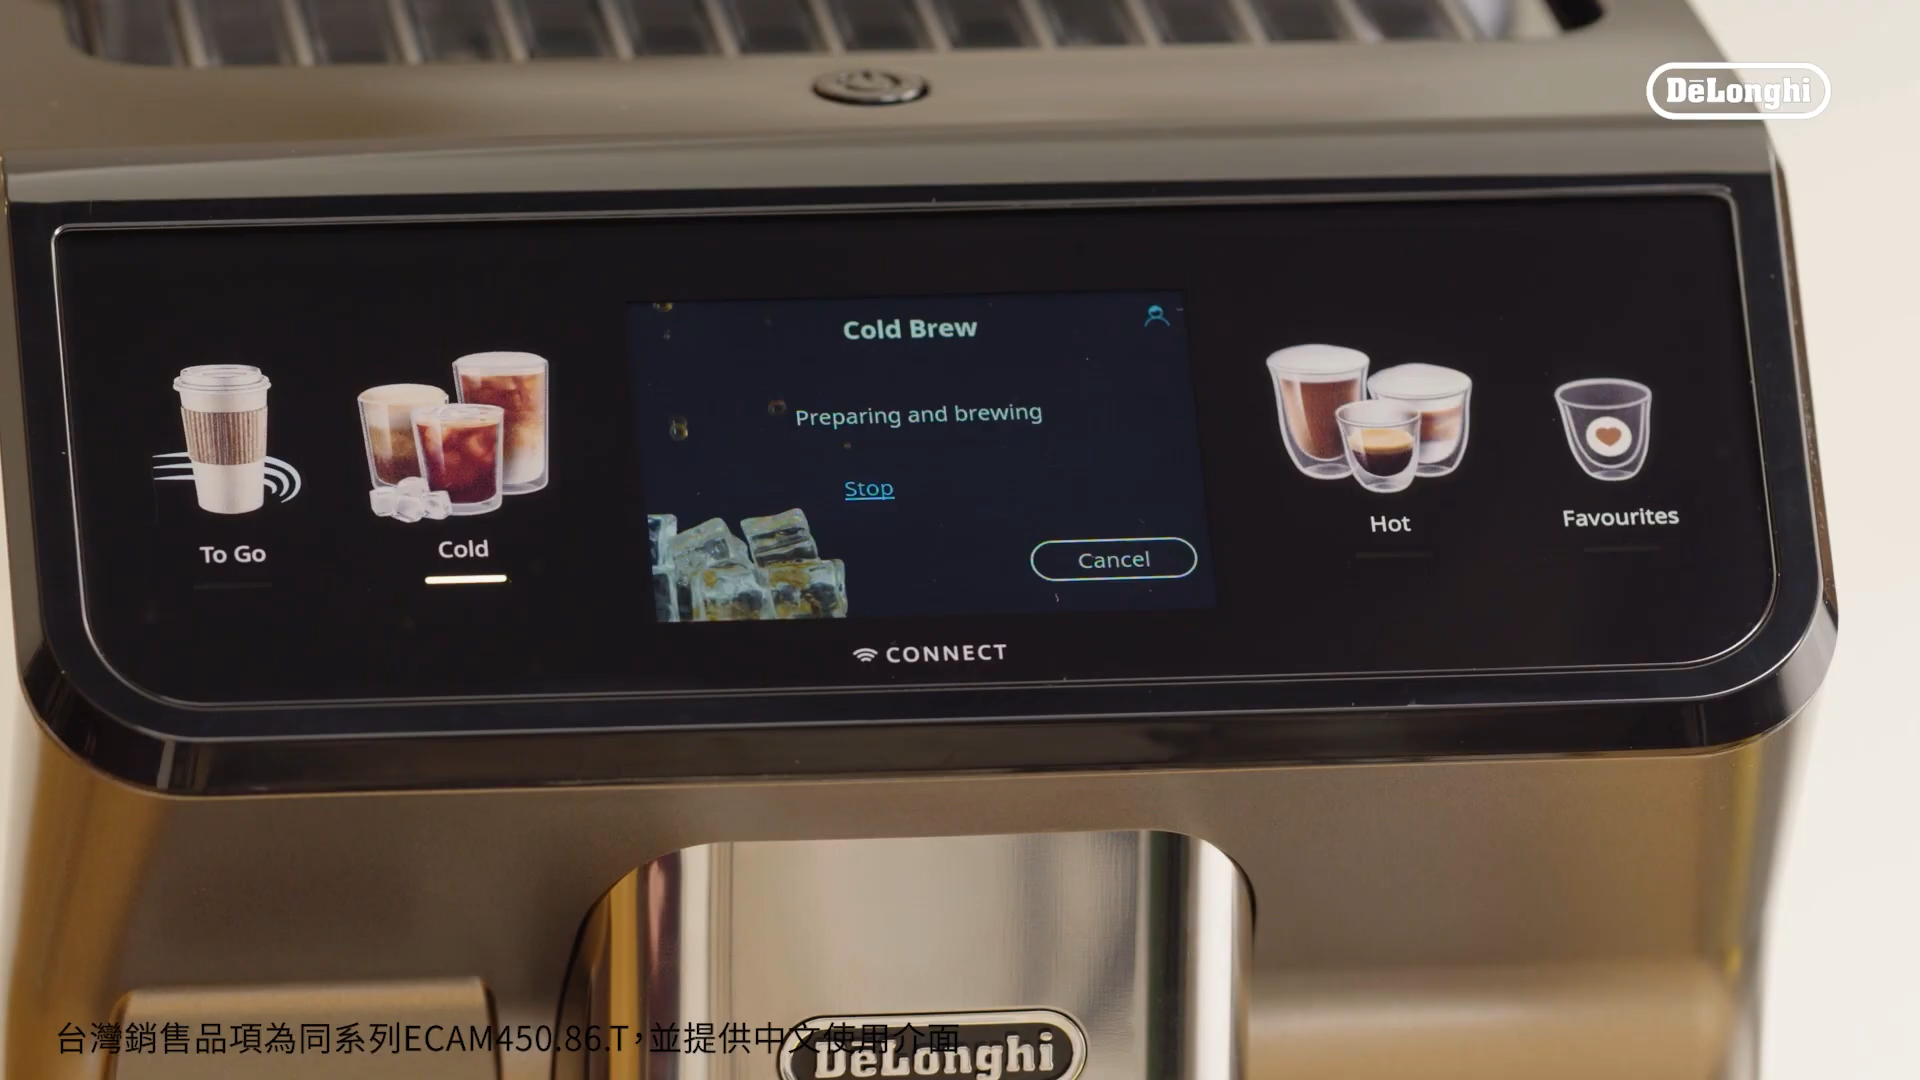 DeLonghi
Cold Brew
Preparing and brewing
Stop
Cancel
To Go
Cold
Hot
Favourites
CONNECT
DeLonghi
台灣銷售品項為同系列ECAM450.86.T，並提供中文使用介面